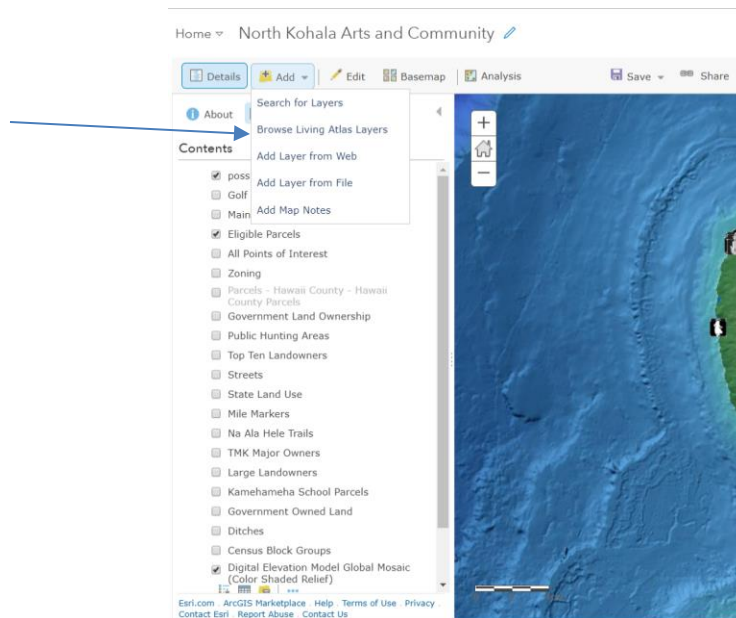 Home North Kohala Arts and Community
Details Add Edit Basemap Analysis Save Share
About
Search for Layers
Browse Living Atlas Layers
Add Layer from Web
Add Layer from File
Add Map Notes
Contents
poss
Golf
Main
Eligible Parcels
All Points of Interest
Zoning
Parcels - Hawaii County - Hawaii
County Parcels
Government Land Ownership
Public Hunting Areas
Top Ten Landowners
Streets
State Land Use
Mile Markers
Na Ala Hele Trails
TMK Major Owners
Large Landowners
Kamehameha School Parcels
Government Owned Land
Ditches
Census Block Groups
Digital Elevation Model Global Mosaic
(Color Shaded Relief)
Esri.com . ArcGIS Marketplace . Help . Terms of Use . Privacy .
Contact Esri . Report Abuse . Contact Us